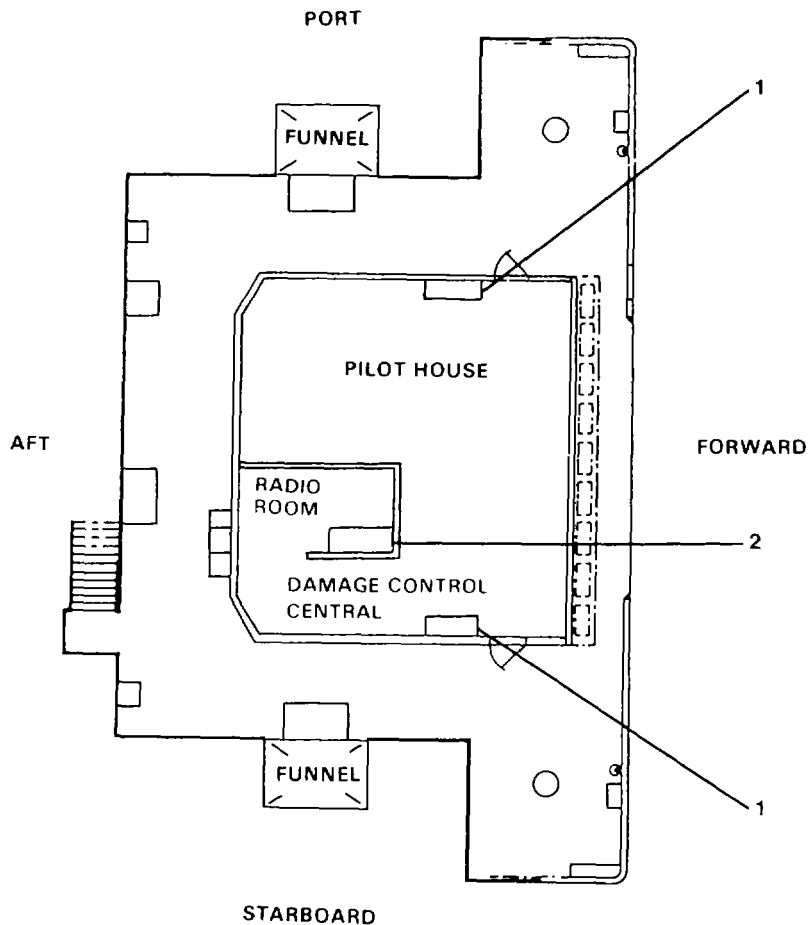 PORT
1
FUNNEL
PILOT HOUSE
AFT
FORWARD
RADIO
ROOM
2
DAMAGE CONTROL
CENTRAL
FUNNEL
1
STARBOARD